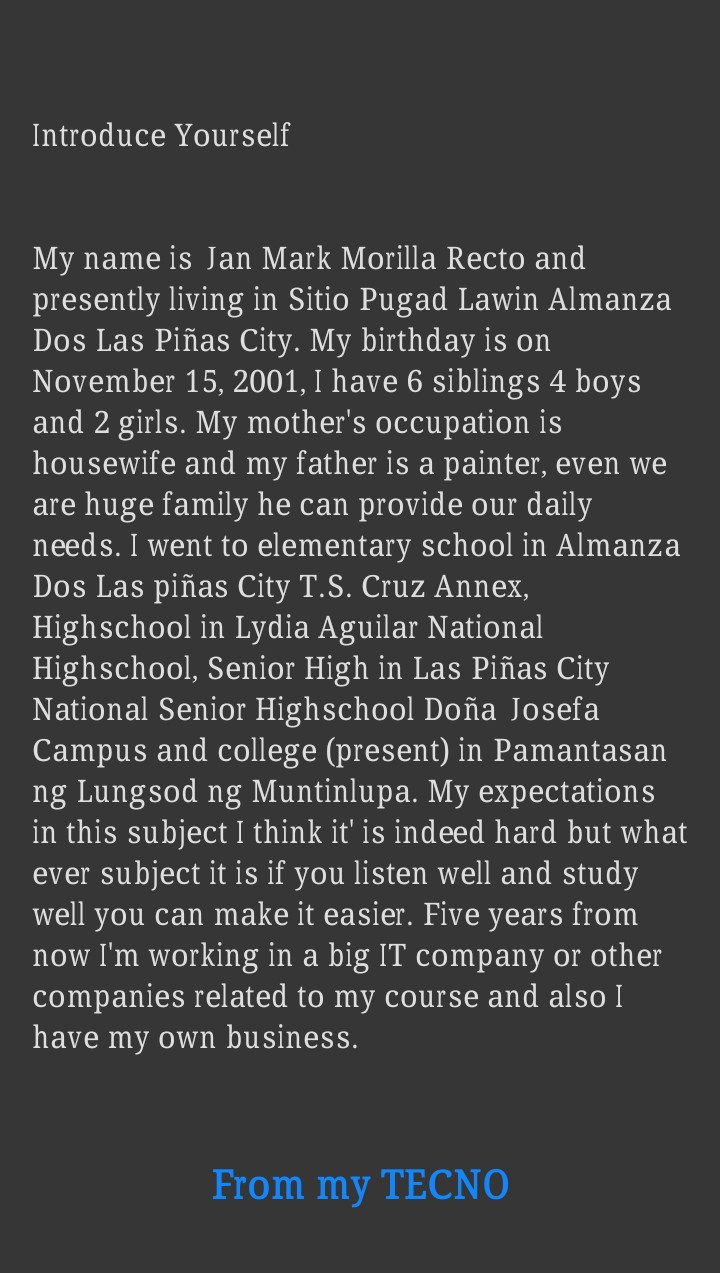 Introduce Yourself
My name is Jan Mark Morilla Recto and
presently living in Sitio Pugad Lawin Almanza
Dos Las Piñas City. My birthday is on
November 15, 2001, I have 6 siblings 4 boys
and 2 girls. My mother's occupation is
housewife and my father is a painter, even we
are huge family he can provide our daily
needs. I went to elementary school in Almanza
Dos Las piñas City T.S. Cruz Annex,
Highschool in Lydia Aguilar National
Highschool, Senior High in Las Piñas City
National Senior Highschool Doña Josefa
Campus and college (present) in Pamantasan
ng Lungsod ng Muntinlupa. My expectations
in this subject I think it' is indeed hard but what
ever subject it is if you listen well and study
well you can make it easier. Five years from
now I'm working in a big IT company or other
companies related to my course and also I
have my own business.
From my TECNO